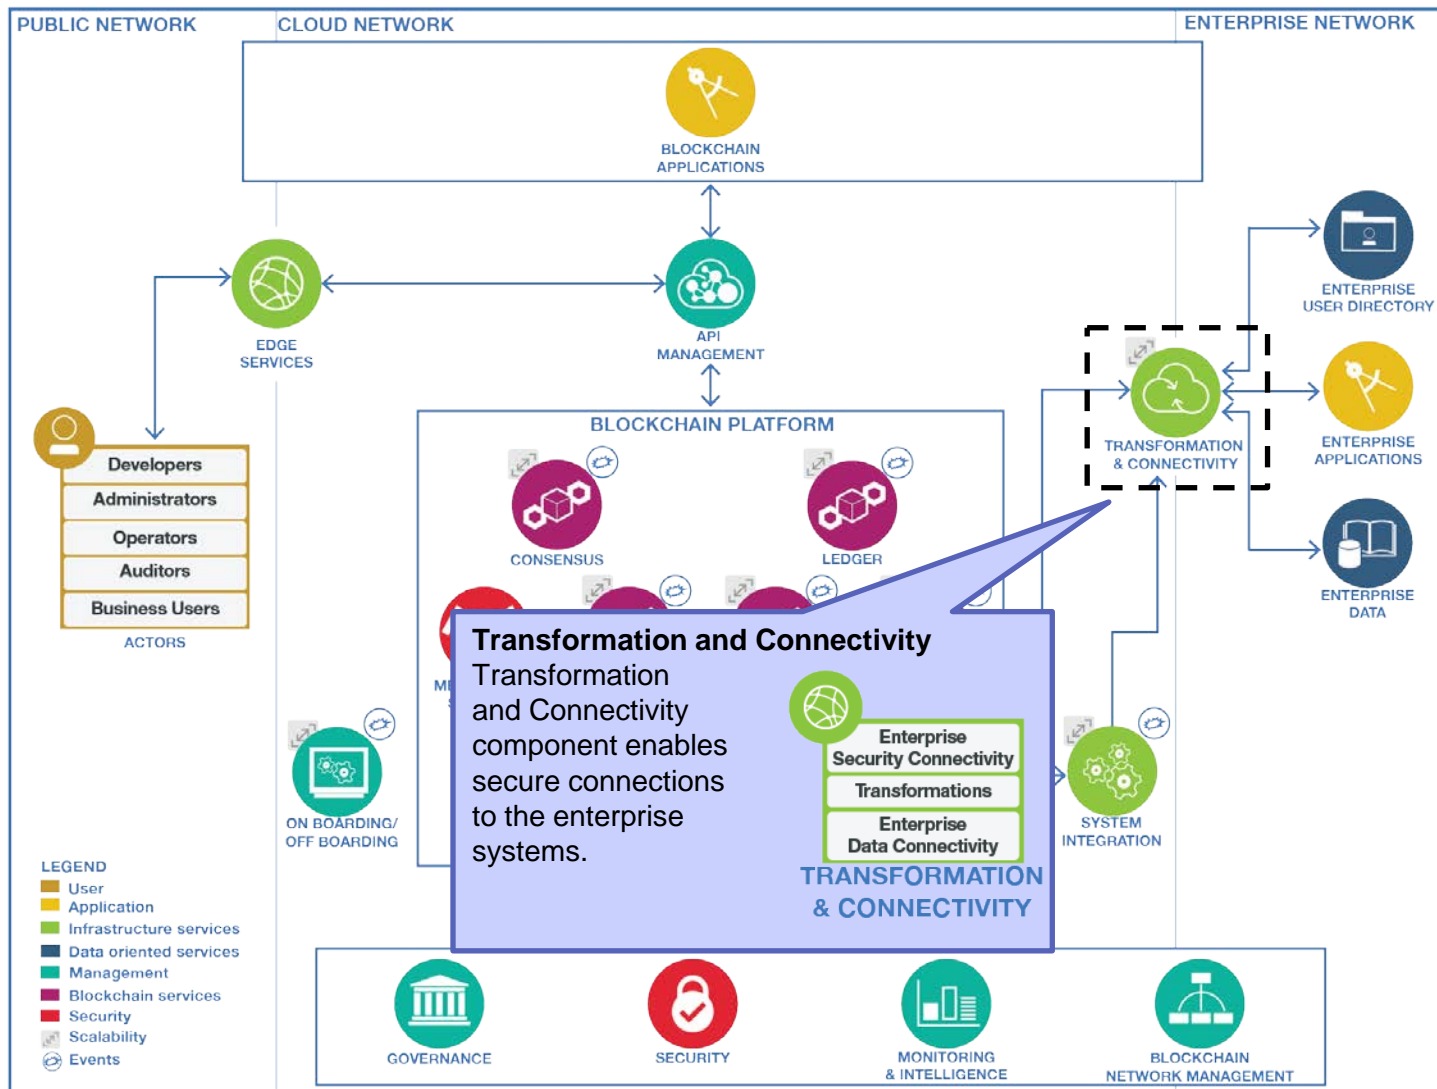 PUBLIC NETWORK
CLOUD NETWORK
ENTERPRISE NETWORK
BLOCKCHAIN
APPLICATIONS
EDGE
SERVICES
API
MANAGEMENT
ENTERPRISE
USER DIRECTORY
TRANSFORMATION
& CONNECTIVITY
ENTERPRISE
APPLICATIONS
ENTERPRISE
DATA
Developers
Administrators
Operators
Auditors
Business Users
ACTORS
BLOCKCHAIN PLATFORM
CONSENSUS
LEDGER
Transformation and Connectivity
Transformation
and Connectivity
component enables
secure connections
to the enterprise
systems.
Enterprise
Security Connectivity
Transformations
Enterprise
Data Connectivity
TRANSFORMATION
& CONNECTIVITY
ON BOARDING/
OFF BOARDING
SYSTEM
INTEGRATION
LEGEND
User
Application
Infrastructure services
Data oriented services
Management
Blockchain services
Security
Scalability
Events
GOVERNANCE
SECURITY
MONITORING
& INTELLIGENCE
BLOCKCHAIN
NETWORK MANAGEMENT